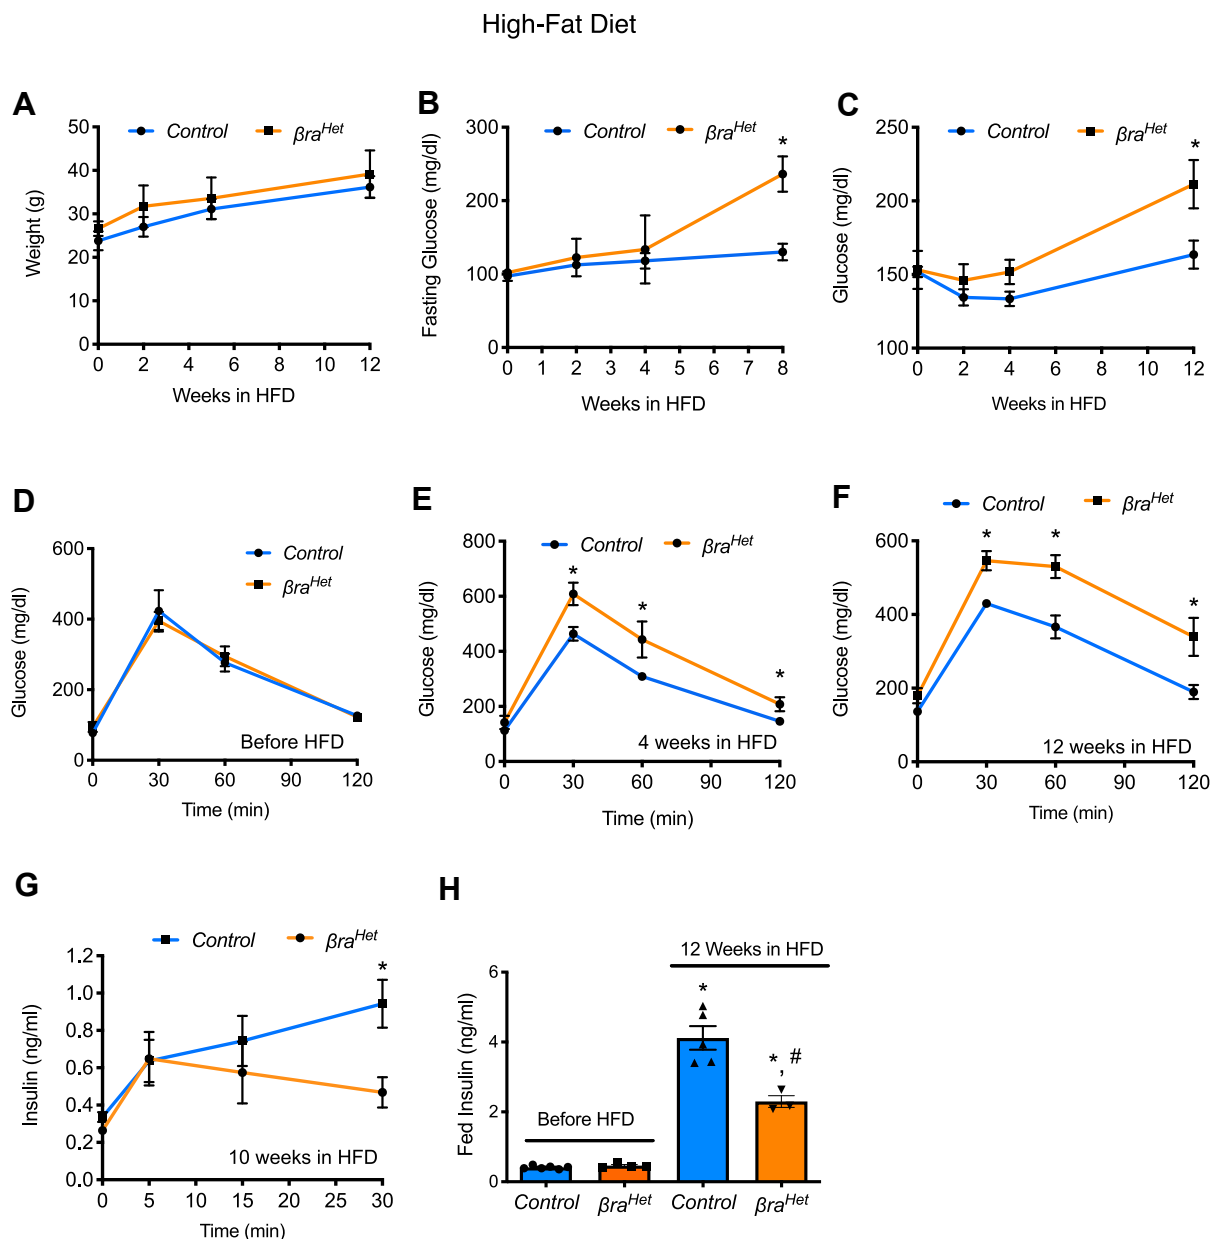 High-Fat Diet
A
Control
βraHet
Weight (g)
50
40
30
20
10
0
0 2 4 6 8 10 12
Weeks in HFD
B
Control
βraHet
Fasting Glucose (mg/dl)
300
200
100
0
*
0 1 2 3 4 5 6 7 8
Weeks in HFD
C
Control
βraHet
Glucose (mg/dl)
250
200
150
100
*
0 2 4 6 8 10 12
Weeks in HFD
D
Control
βraHet
Glucose (mg/dl)
600
400
200
0
Before HFD
0 30 60 90 120
Time (min)
E
Control
βraHet
Glucose (mg/dl)
800
600
400
200
0
* * *
4 weeks in HFD
0 30 60 90 120
Time (min)
F
Control
βraHet
Glucose (mg/dl)
600
400
200
0
* * *
12 weeks in HFD
0 30 60 90 120
Time (min)
G
Control
βraHet
Insulin (ng/ml)
1.2
1.0
0.8
0.6
0.4
0.2
0.0
*
10 weeks in HFD
0 5 10 15 20 25 30
Time (min)
H
12 Weeks in HFD
Fed Insulin (ng/ml)
6
4
2
0
*
*, #
Before HFD
Control βraHet Control βraHet